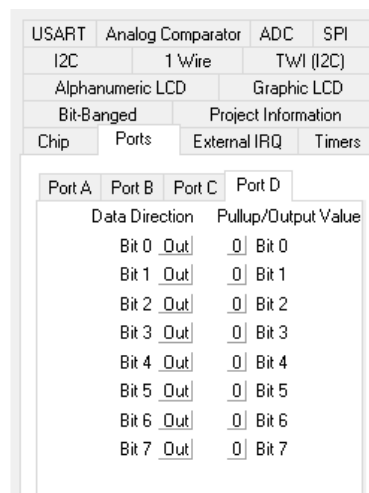 USART Analog Comparator ADC SPI
I2C 1 Wire TWI (I2C)
Alphanumeric LCD Graphic LCD
Bit-Banged Project Information
Chip Ports External IRQ Timers
Port A Port B Port C Port D
Data Direction Pullup/Output Value
Bit 0 Out 0 Bit 0
Bit 1 Out 0 Bit 1
Bit 2 Out 0 Bit 2
Bit 3 Out 0 Bit 3
Bit 4 Out 0 Bit 4
Bit 5 Out 0 Bit 5
Bit 6 Out 0 Bit 6
Bit 7 Out 0 Bit 7